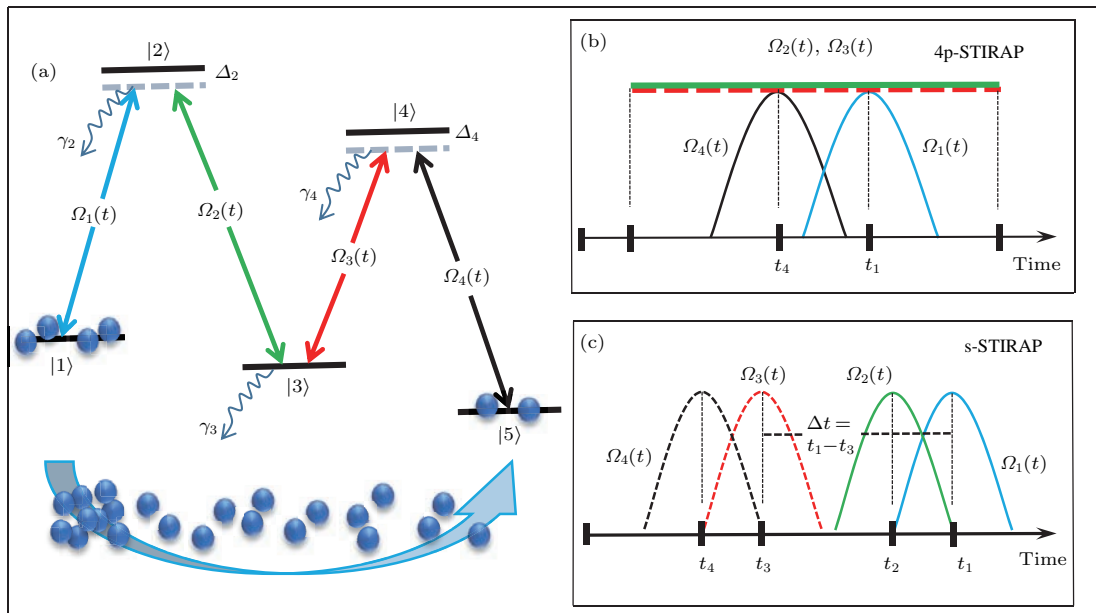 (a)
|2⟩
Δ₂
γ₂
|4⟩
Δ₄
γ₄
Ω₁(t)
Ω₂(t)
Ω₃(t)
Ω₄(t)
|1⟩
|3⟩
γ₃
|5⟩
(b)
Ω₂(t), Ω₃(t)
4p-STIRAP
Ω₄(t)
Ω₁(t)
t₄
t₁
Time
(c)
s-STIRAP
Ω₃(t)
Ω₂(t)
Δt =
t₁−t₃
Ω₄(t)
Ω₁(t)
t₄
t₃
t₂
t₁
Time